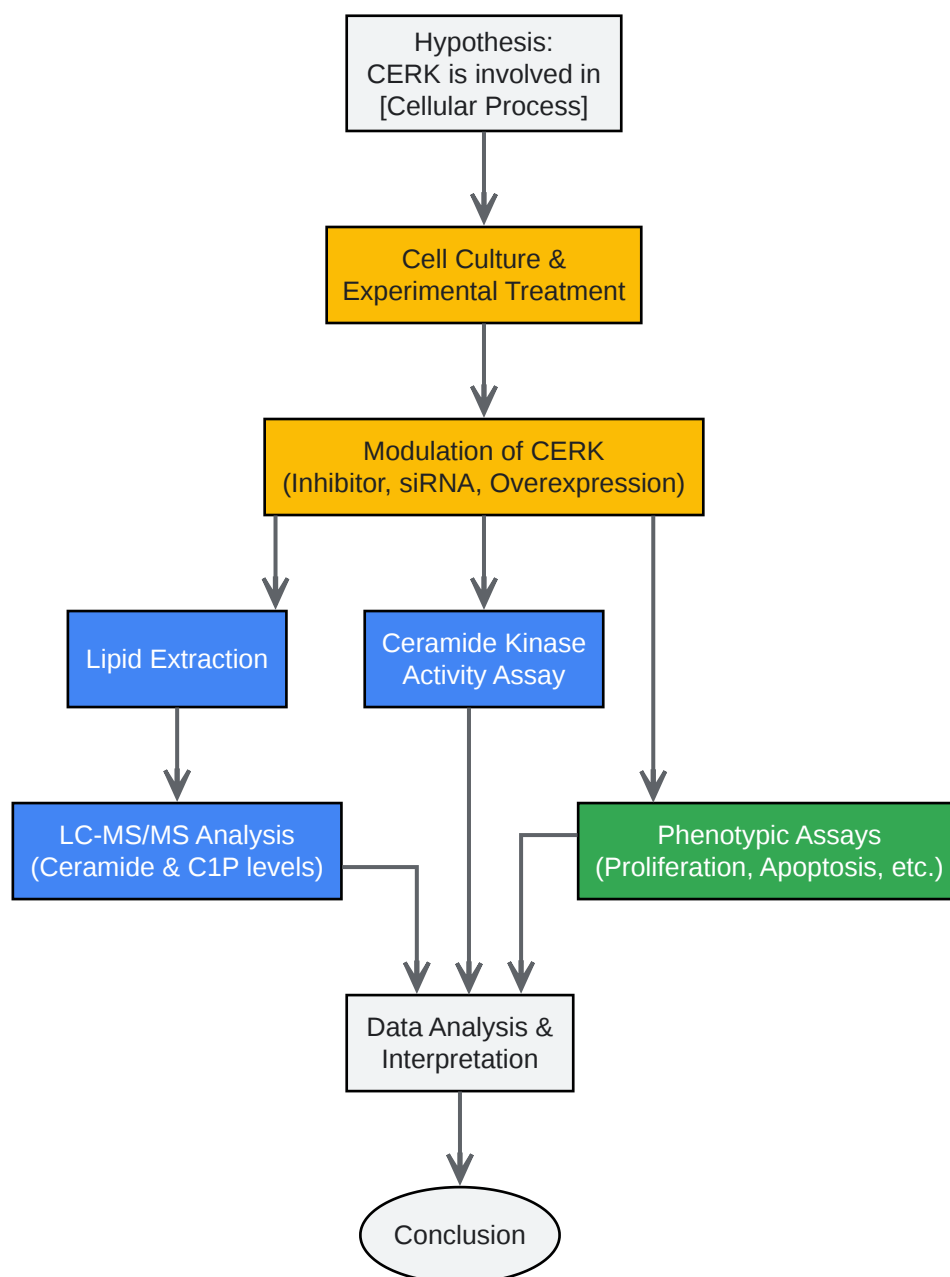 Hypothesis:
CERK is involved in
[Cellular Process]
Cell Culture &
Experimental Treatment
Modulation of CERK
(Inhibitor, siRNA, Overexpression)
Lipid Extraction
Ceramide Kinase
Activity Assay
LC-MS/MS Analysis
(Ceramide & C1P levels)
Phenotypic Assays
(Proliferation, Apoptosis, etc.)
Data Analysis &
Interpretation
Conclusion